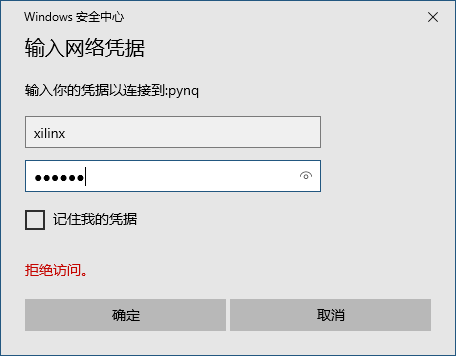 Windows 安全中心
输入网络凭据
输入你的凭据以连接到:pynq
xilinx
●●●●●●
记住我的凭据
拒绝访问。
确定
取消